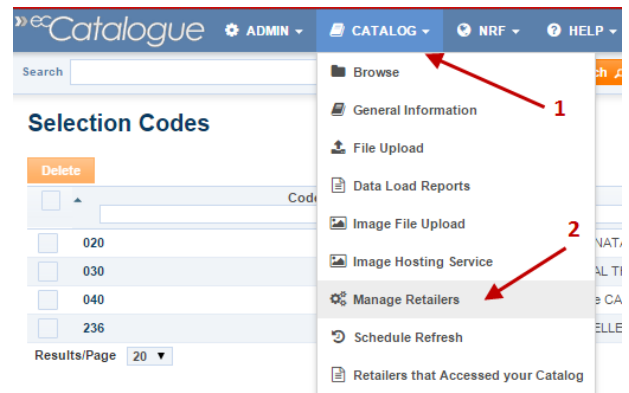 »ecCatalogue ADMIN CATALOG NRF HELP
Search
Browse
General Information
1
File Upload
Data Load Reports
Image File Upload
2
Image Hosting Service
Manage Retailers
Schedule Refresh
Retailers that Accessed your Catalog
Selection Codes
Delete
020
030
040
236
Results/Page 20